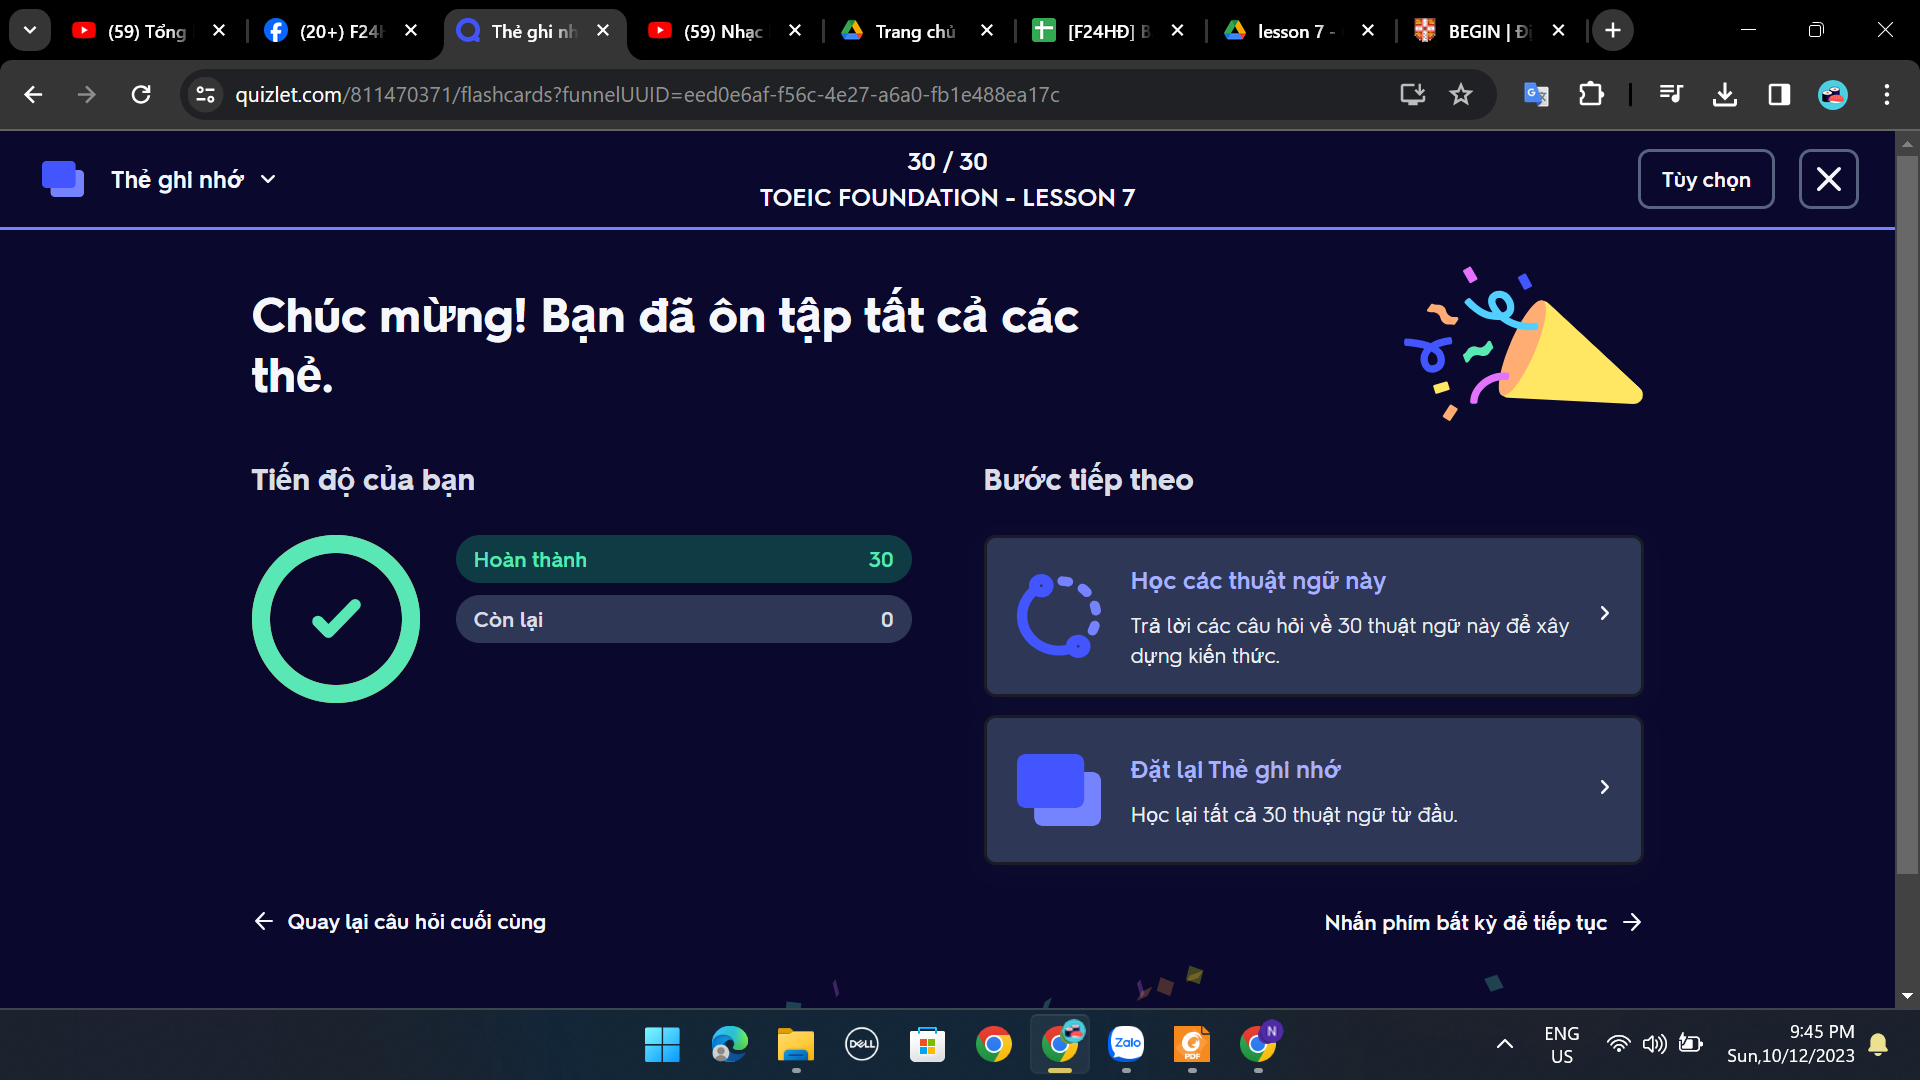 (59) Tổng
(20+) F24H
Thẻ ghi nh
(59) Nhạc
Trang chủ
[F24HĐ] B
lesson 7 -
BEGIN | Đị
quizlet.com/811470371/flashcards?funnelUUID=eed0e6af-f56c-4e27-a6a0-fb1e488ea17c
Thẻ ghi nhớ
30 / 30
TOEIC FOUNDATION - LESSON 7
Tùy chọn
Chúc mừng! Bạn đã ôn tập tất cả các
thẻ.
Tiến độ của bạn
Hoàn thành 30
Còn lại 0
Bước tiếp theo
Học các thuật ngữ này
Trả lời các câu hỏi về 30 thuật ngữ này để xây
dựng kiến thức.
Đặt lại Thẻ ghi nhớ
Học lại tất cả 30 thuật ngữ từ đầu.
Quay lại câu hỏi cuối cùng
Nhấn phím bất kỳ để tiếp tục
DELL
Zalo
PDF
N
ENG
US
9:45 PM
Sun,10/12/2023